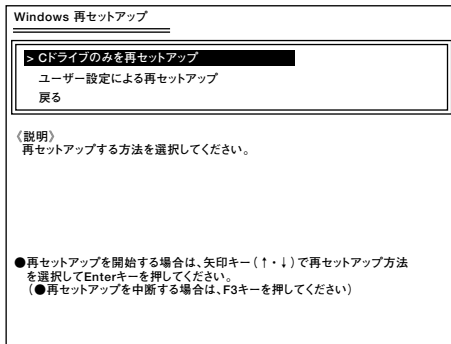 Windows 再セットアップ
> Cドライブのみを再セットアップ
ユーザー設定による再セットアップ
戻る
《説明》
再セットアップする方法を選択してください。
●再セットアップを開始する場合は、矢印キー(↑・↓)で再セットアップ方法
を選択してEnterキーを押してください。
(●再セットアップを中断する場合は、F3キーを押してください)